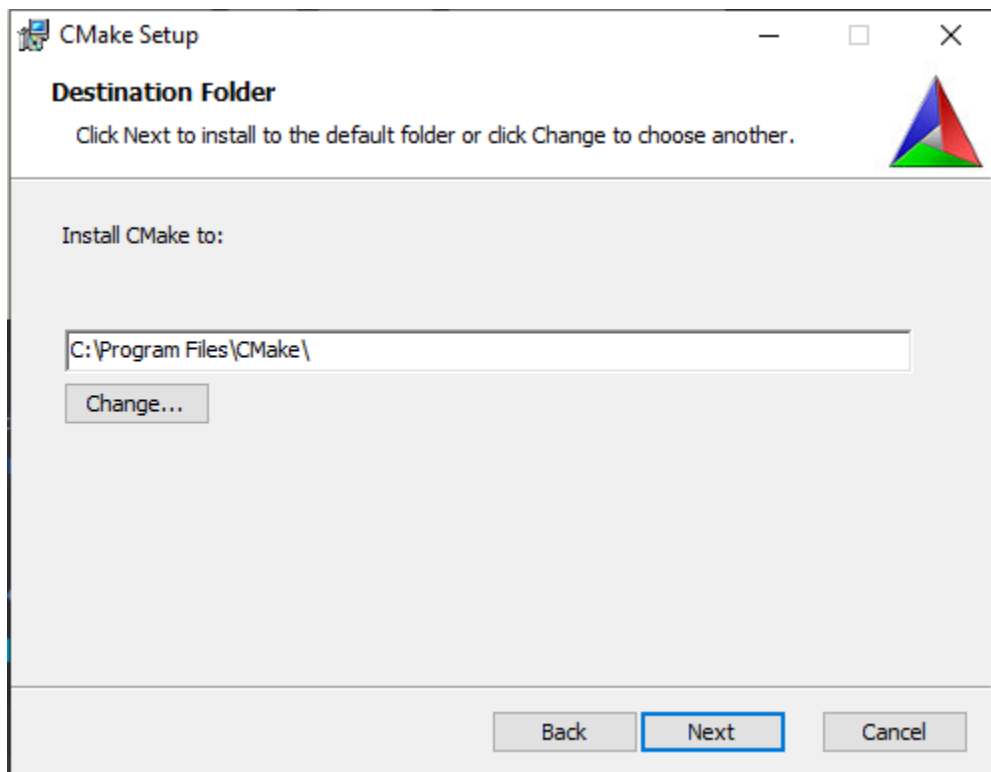 CMake Setup
Destination Folder
Click Next to install to the default folder or click Change to choose another.
Install CMake to:
C:\Program Files\CMake\
Change...
Back
Next
Cancel